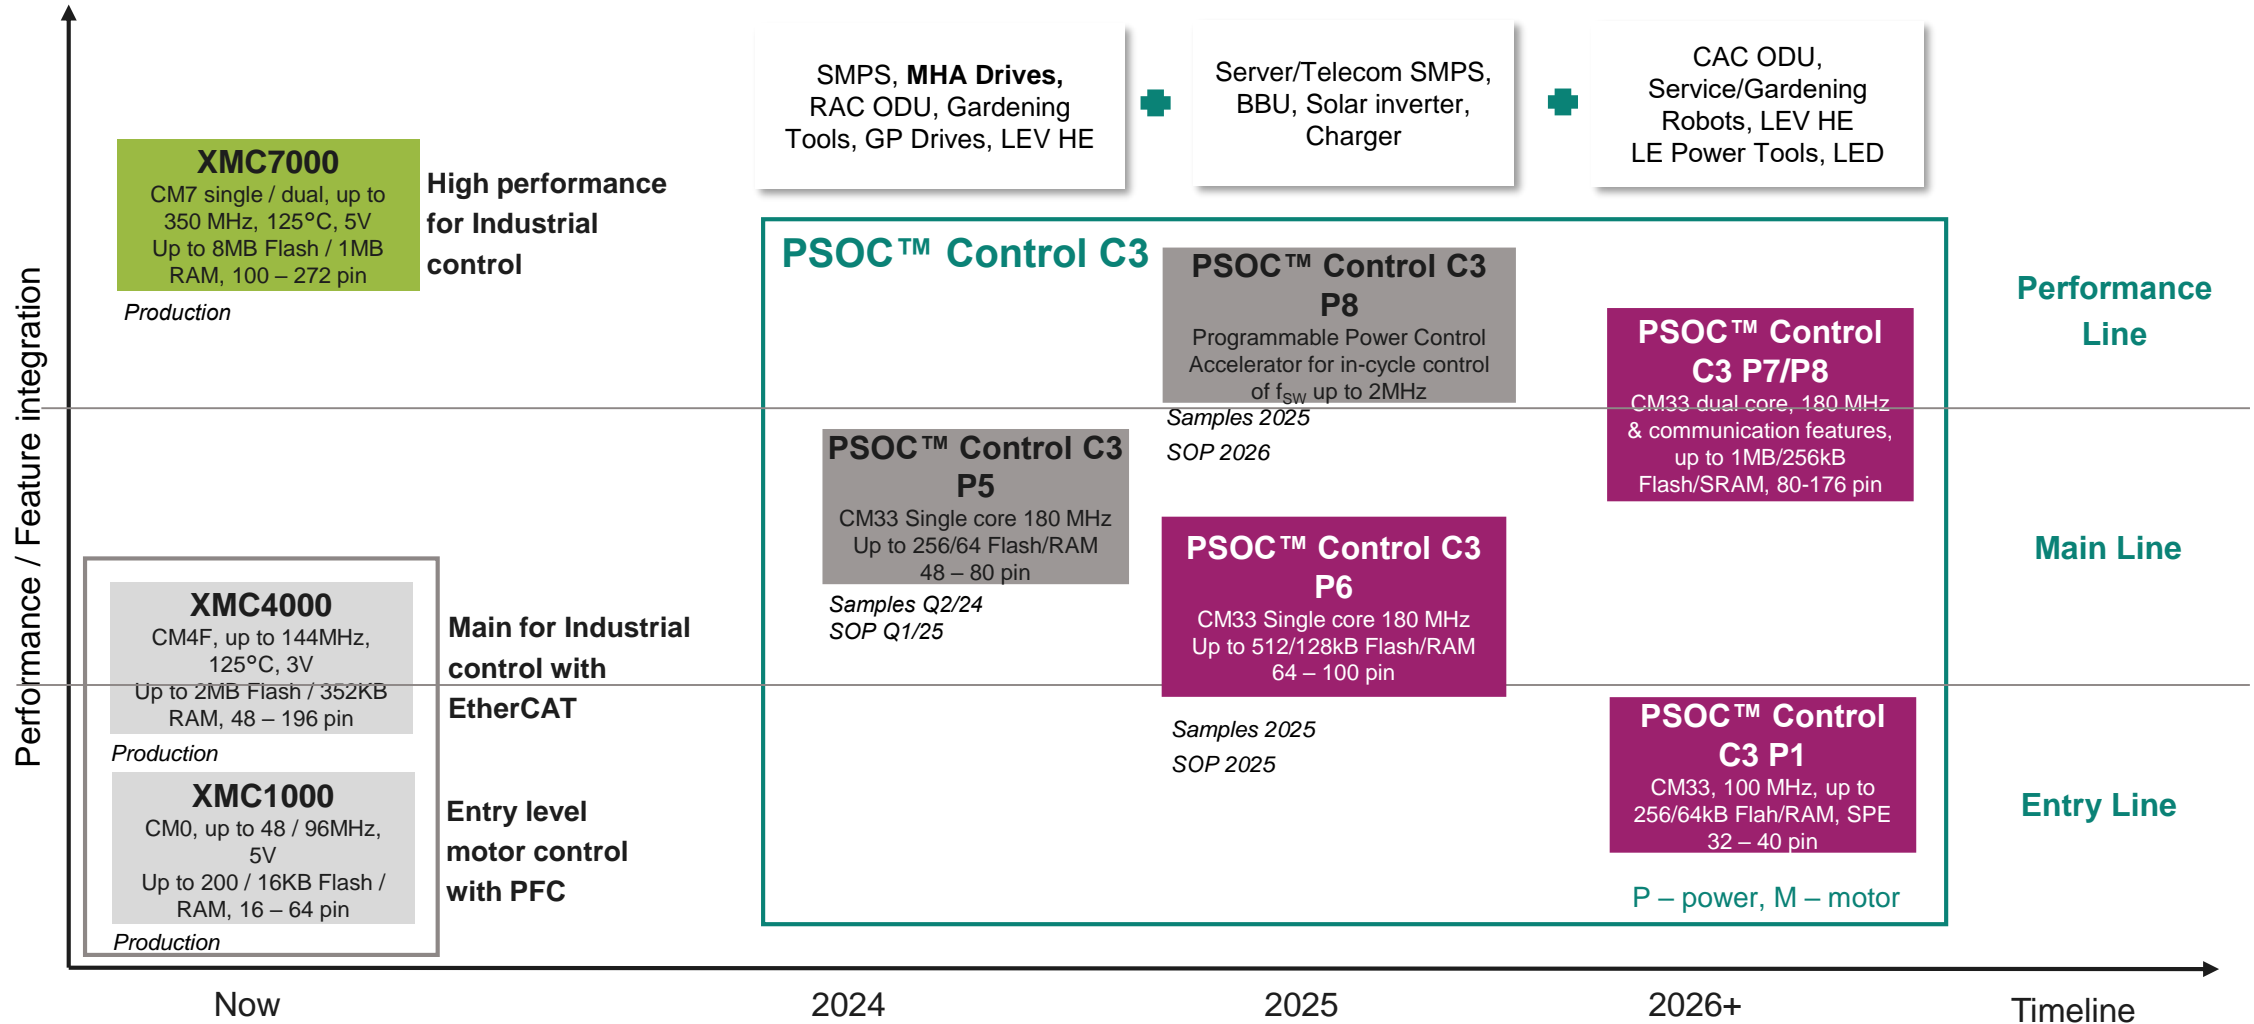 Performance / Feature integration
SMPS, MHA Drives,
RAC ODU, Gardening
Tools, GP Drives, LEV HE
Server/Telecom SMPS,
BBU, Solar inverter,
Charger
CAC ODU,
Service/Gardening
Robots, LEV HE
LE Power Tools, LED
XMC7000
CM7 single / dual, up to
350 MHz, 125°C, 5V
Up to 8MB Flash / 1MB
RAM, 100 – 272 pin
Production
High performance
for Industrial
control
XMC4000
CM4F, up to 144MHz,
125°C, 3V
Up to 2MB Flash / 352KB
RAM, 48 – 196 pin
Production
Main for Industrial
control with
EtherCAT
XMC1000
CM0, up to 48 / 96MHz,
5V
Up to 200 / 16KB Flash /
RAM, 16 – 64 pin
Production
Entry level
motor control
with PFC
PSOC™ Control C3
PSOC™ Control C3
P5
CM33 Single core 180 MHz
Up to 256/64 Flash/RAM
48 – 80 pin
Samples Q2/24
SOP Q1/25
PSOC™ Control C3
P8
Programmable Power Control
Accelerator for in-cycle control
of fSW up to 2MHz
Samples 2025
SOP 2026
PSOC™ Control C3
P6
CM33 Single core 180 MHz
Up to 512/128kB Flash/RAM
64 – 100 pin
Samples 2025
SOP 2025
PSOC™ Control
C3 P7/P8
CM33 dual core, 180 MHz
& communication features,
up to 1MB/256kB
Flash/SRAM, 80-176 pin
PSOC™ Control
C3 P1
CM33, 100 MHz, up to
256/64kB Flah/RAM, SPE
32 – 40 pin
P – power, M – motor
Performance
Line
Main Line
Entry Line
Now
2024
2025
2026+
Timeline